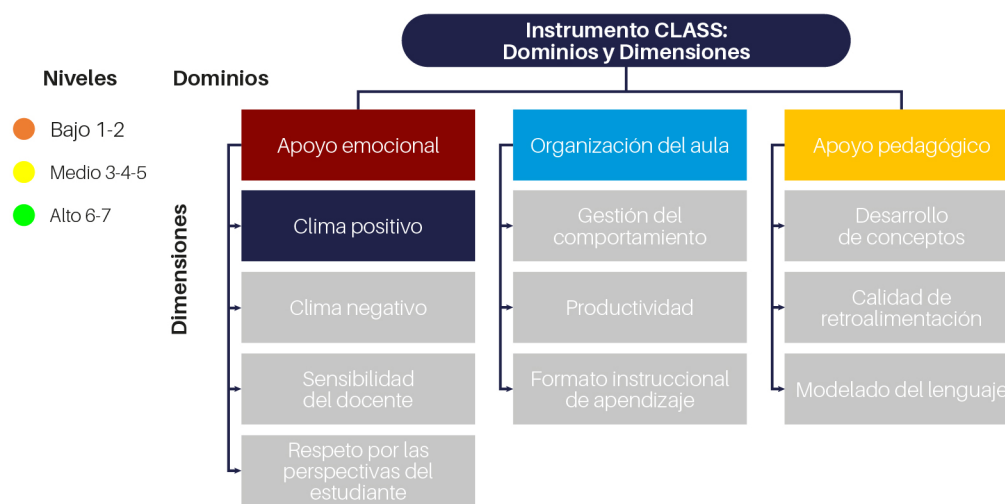 Instrumento CLASS:
Dominios y Dimensiones
Niveles
Bajo 1-2
Medio 3-4-5
Alto 6-7
Dominios
Dimensiones
Apoyo emocional
Clima positivo
Clima negativo
Sensibilidad
del docente
Respeto por las
perspectivas del
estudiante
Organización del aula
Gestión del
comportamiento
Productividad
Formato instruccional
de apendizaje
Apoyo pedagógico
Desarrollo
de conceptos
Calidad de
retroalimentación
Modelado del lenguaje